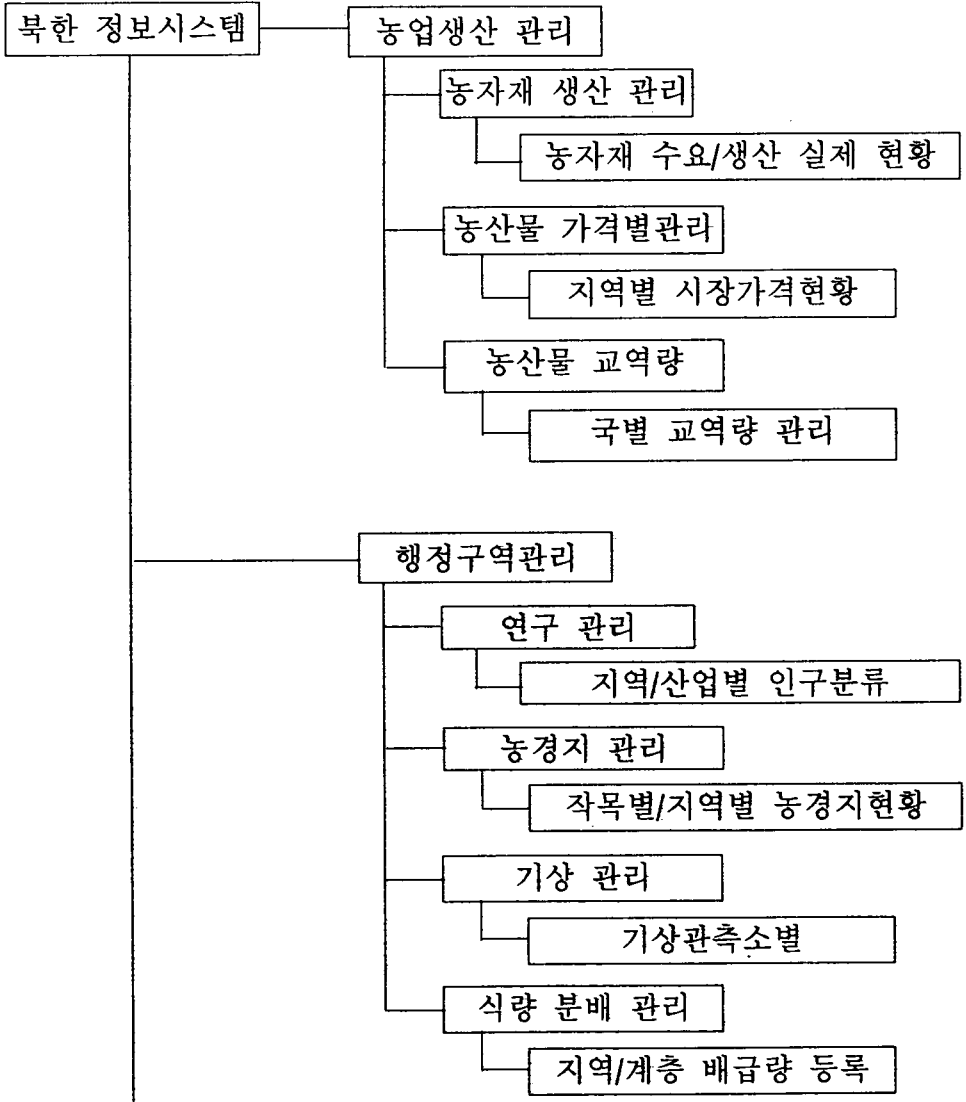 북한 정보시스템
농업생산 관리
농자재 생산 관리
농자재 수요/생산 실제 현황
농산물 가격별관리
지역별 시장가격현황
농산물 교역량
국별 교역량 관리
행정구역관리
연구 관리
지역/산업별 인구분류
농경지 관리
작목별/지역별 농경지현황
기상 관리
기상관측소별
식량 분배 관리
지역/계층 배급량 등록